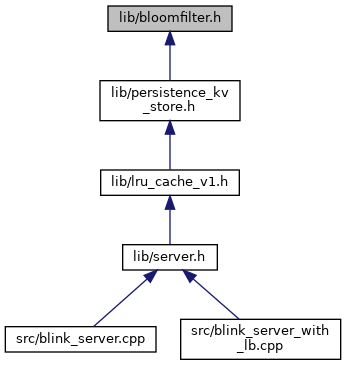 lib/bloomfilter.h
lib/persistence_kv
_store.h
lib/lru_cache_v1.h
lib/server.h
src/blink_server.cpp
src/blink_server_with
_lb.cpp